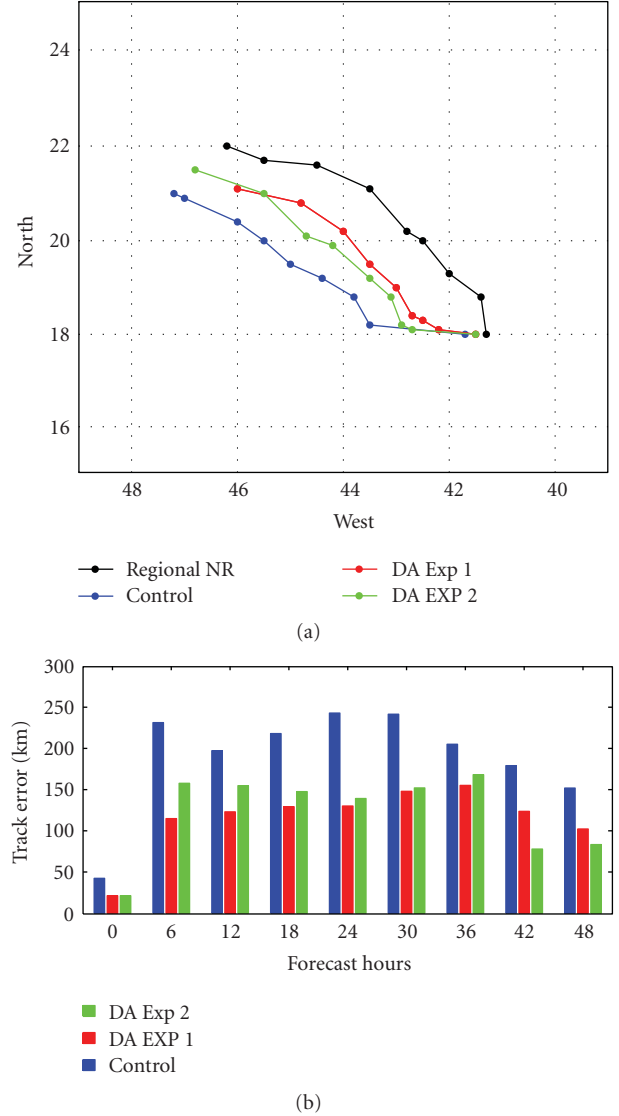 24
22
20
18
16
North
48 46 44 42 40
West
Regional NR DA Exp 1
Control DA EXP 2
(a)
300
250
200
150
100
50
0
Track error (km)
0 6 12 18 24 30 36 42 48
Forecast hours
DA Exp 2
DA EXP 1
Control
(b)